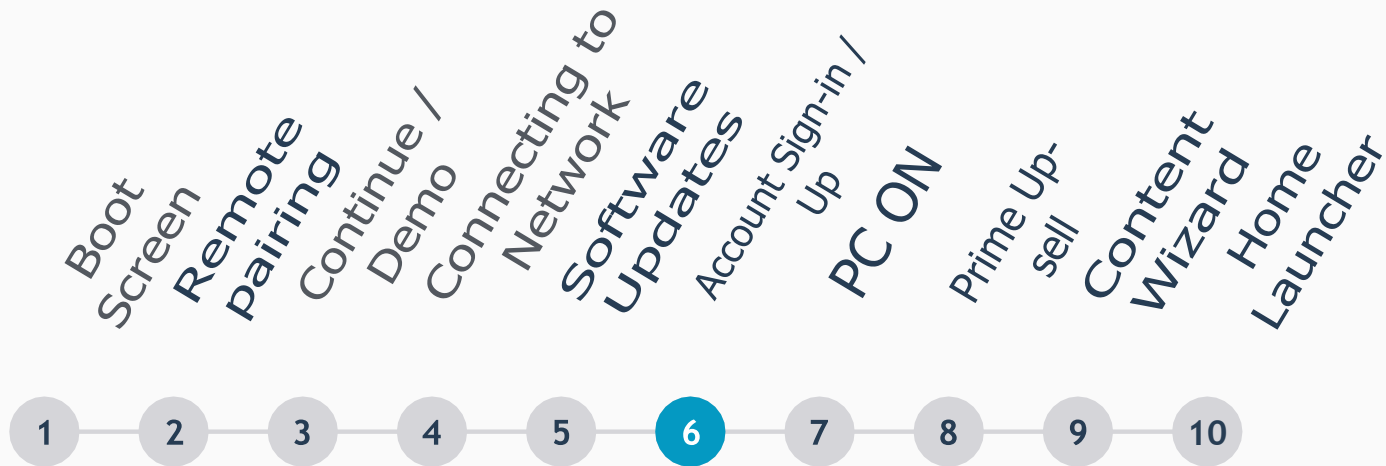 Boot
Screen
Remote
pairing
Continue /
Demo
Connecting to
Network
Software
Updates
Account Sign-in /
Up
PC ON
Prime Up-
sell
Content
Wizard
Home
Launcher
1
2
3
4
5
6
7
8
9
10